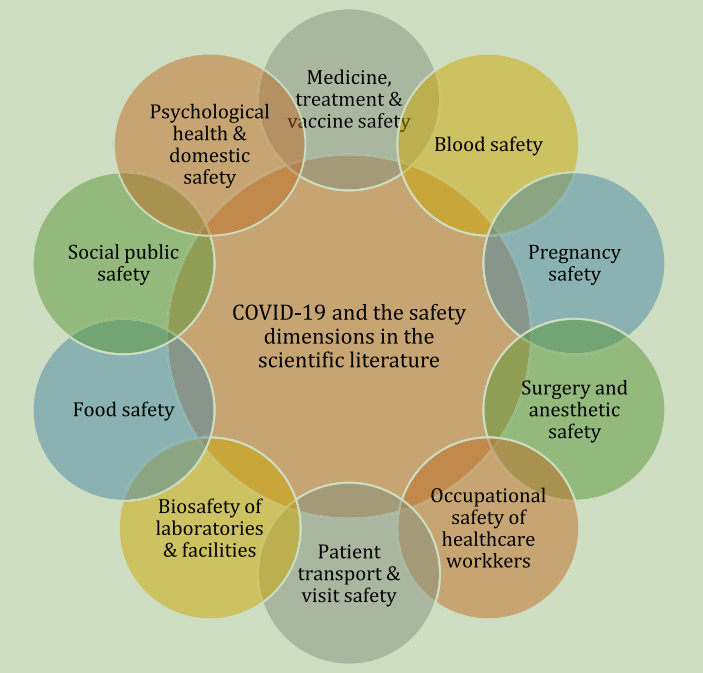 Medicine,
treatment &
vaccine safety
Blood safety
Pregnancy
safety
Surgery and
anesthetic
safety
Occupational
safety of
healthcare
workkers
Patient
transport &
visit safety
Biosafety of
laboratories
& facilities
Food safety
Social public
safety
Psychological
health &
domestic
safety
COVID-19 and the safety
dimensions in the
scientific literature